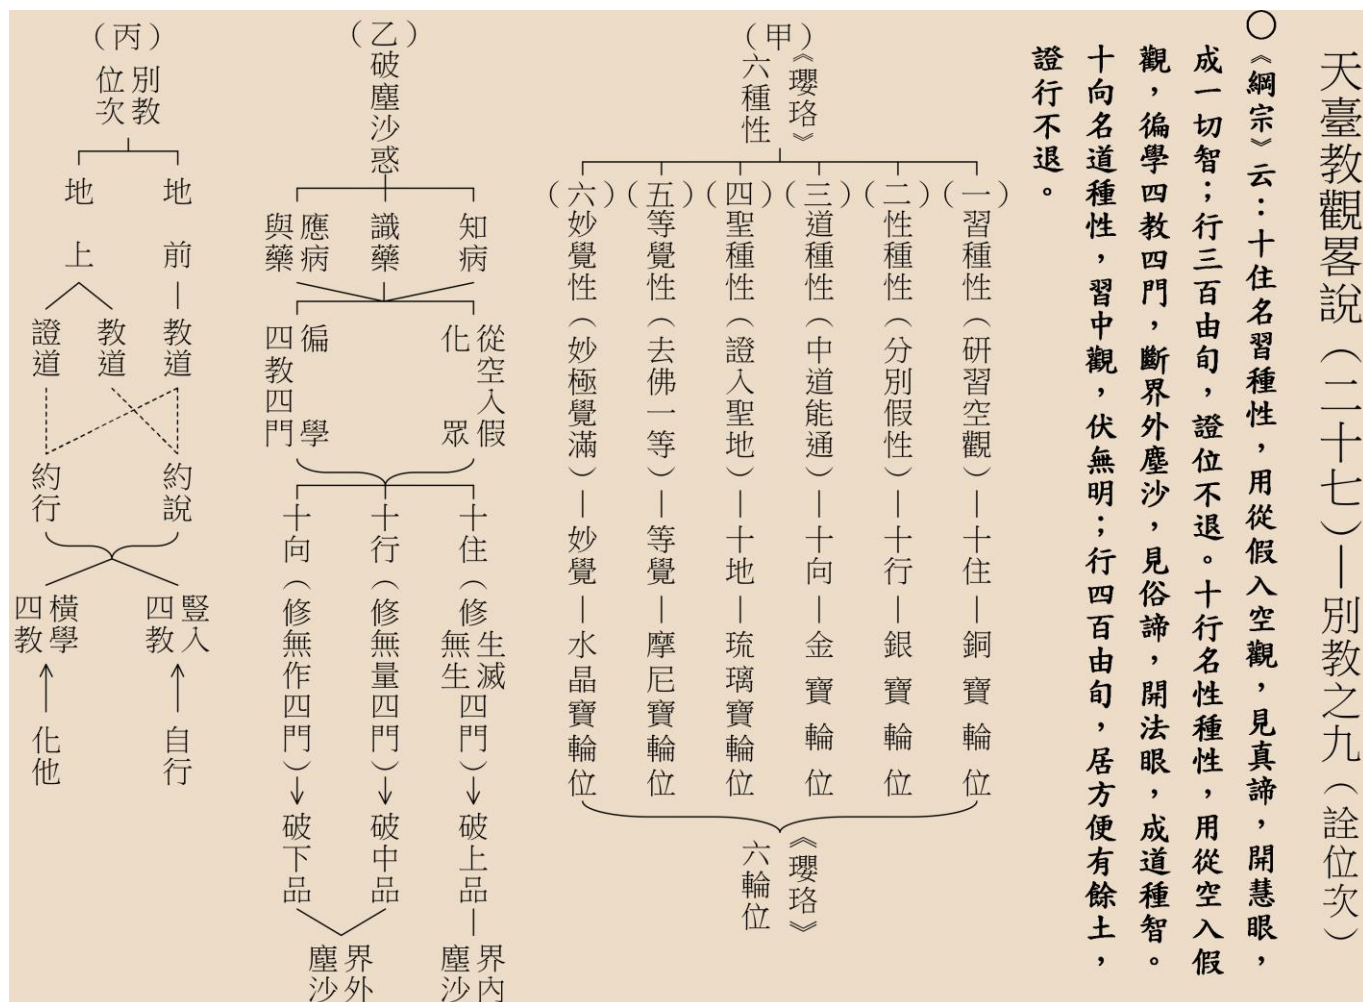 天臺教觀畧說（二十七）—別教之九（詮位次）
○《綱宗》云：十住名習種性，用從假入空觀，見真諦，開慧眼，
成一切智；行三百由旬，證位不退。十行名性種性，用從空入假
觀，徧學四教四門，斷界外塵沙，見俗諦，開法眼，成道種智。
十向名道種性，習中觀，伏無明；行四百由旬，居方便有餘土，
證行不退。
（甲）
《瓔珞》
六種性
（一）習種性（研習空觀）—十住—銅寶輪位
（二）性種性（分別假性）—十行—銀寶輪位
（三）道種性（中道能通）—十向—金寶輪位
（四）聖種性（證入聖地）—十地—琉璃寶輪位
（五）等覺性（去佛一等）—等覺—摩尼寶輪位
（六）妙覺性（妙極覺滿）—妙覺—水晶寶輪位
《瓔珞》
六輪位
（乙）破塵沙惑
知病
識藥
應病
與藥
從空入假
化眾
徧學
四教四門
十住（修生滅無生四門）→破上品—界內塵沙
十行（修無量四門）→破中品
十向（修無作四門）→破下品
界外
塵沙
（丙）
別教
位次
地前—教道
地上
教道
證道
約說
約行
豎入
四教
←自行
橫學
四教
←化他